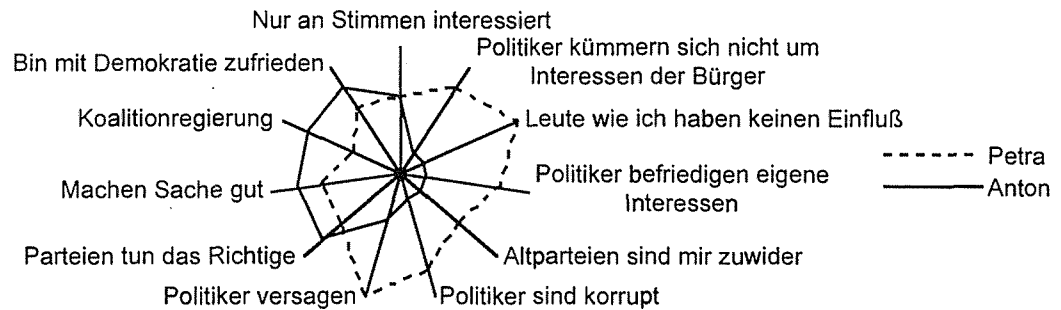 Nur an Stimmen interessiert
Politiker kümmern sich nicht um
Interessen der Bürger
Bin mit Demokratie zufrieden
Koalitionregierung
Leute wie ich haben keinen Einfluß
Petra
Anton
Machen Sache gut
Politiker befriedigen eigene
Interessen
Parteien tun das Richtige
Altparteien sind mir zuwider
Politiker versagen
Politiker sind korrupt